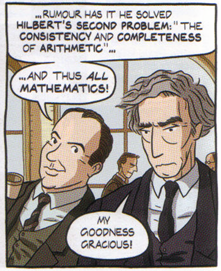 ...RUMOUR HAS IT HE SOLVED
HILBERT'S SECOND PROBLEM: "THE
CONSISTENCY AND COMPLETENESS
OF ARITHMETIC"...
...AND THUS ALL
MATHEMATICS!
MY
GOODNESS
GRACIOUS!